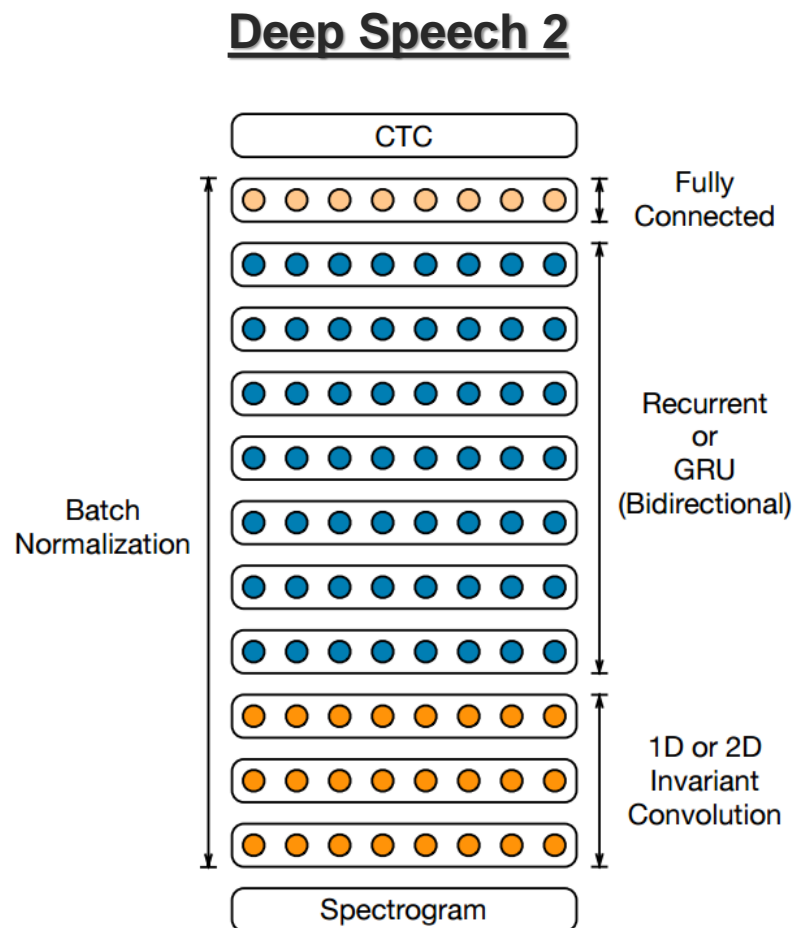 Deep Speech 2
CTC
Fully
Connected
Recurrent
or
GRU
(Bidirectional)
Batch
Normalization
1D or 2D
Invariant
Convolution
Spectrogram